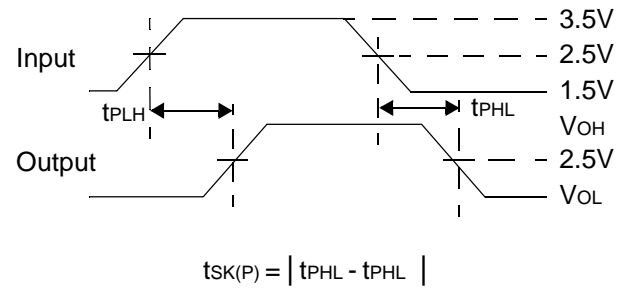 3.5V
Input
2.5V
1.5V
tPLH
tPHL
VOH
Output
2.5V
VOL
tSK(P) = | tPHL - tPHL |